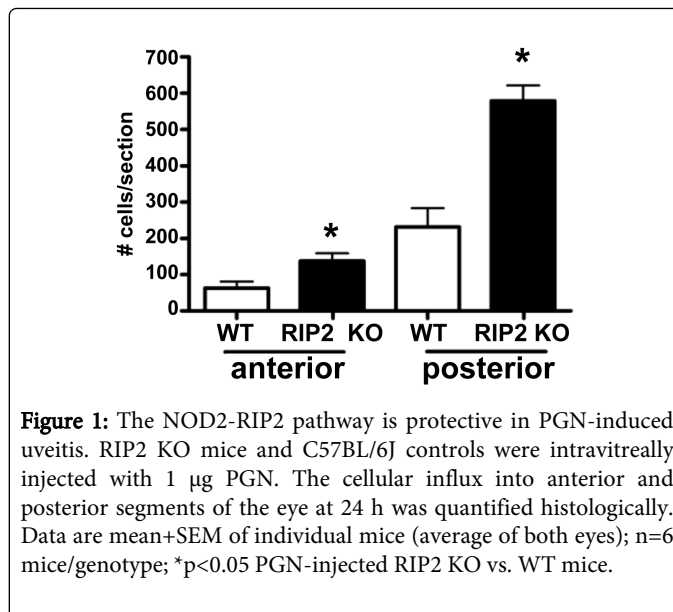 700
600
500
400
300
200
100
0
# cells/section
*
*
WT RIP2 KO WT RIP2 KO
anterior posterior
Figure 1: The NOD2-RIP2 pathway is protective in PGN-induced
uveitis. RIP2 KO mice and C57BL/6J controls were intravitreally
injected with 1 μg PGN. The cellular influx into anterior and
posterior segments of the eye at 24 h was quantified histologically.
Data are mean+SEM of individual mice (average of both eyes); n=6
mice/genotype; *p<0.05 PGN-injected RIP2 KO vs. WT mice.